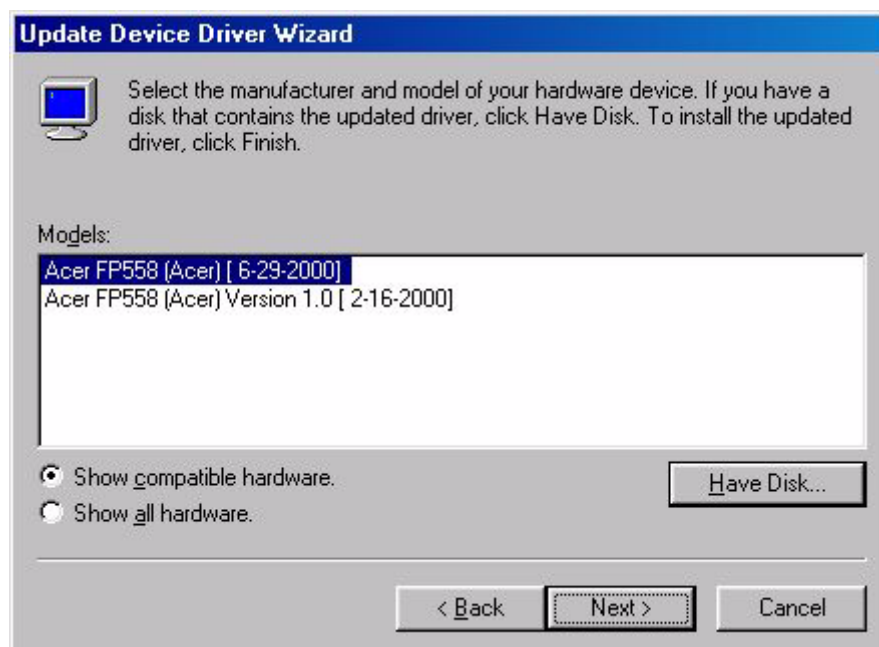 Update Device Driver Wizard
Select the manufacturer and model of your hardware device. If you have a
disk that contains the updated driver, click Have Disk. To install the updated
driver, click Finish.
Models:
Acer FP558 (Acer) [ 6-29-2000]
Acer FP558 (Acer) Version 1.0 [ 2-16-2000]
Show compatible hardware.
Have Disk...
Show all hardware.
< Back
Next >
Cancel